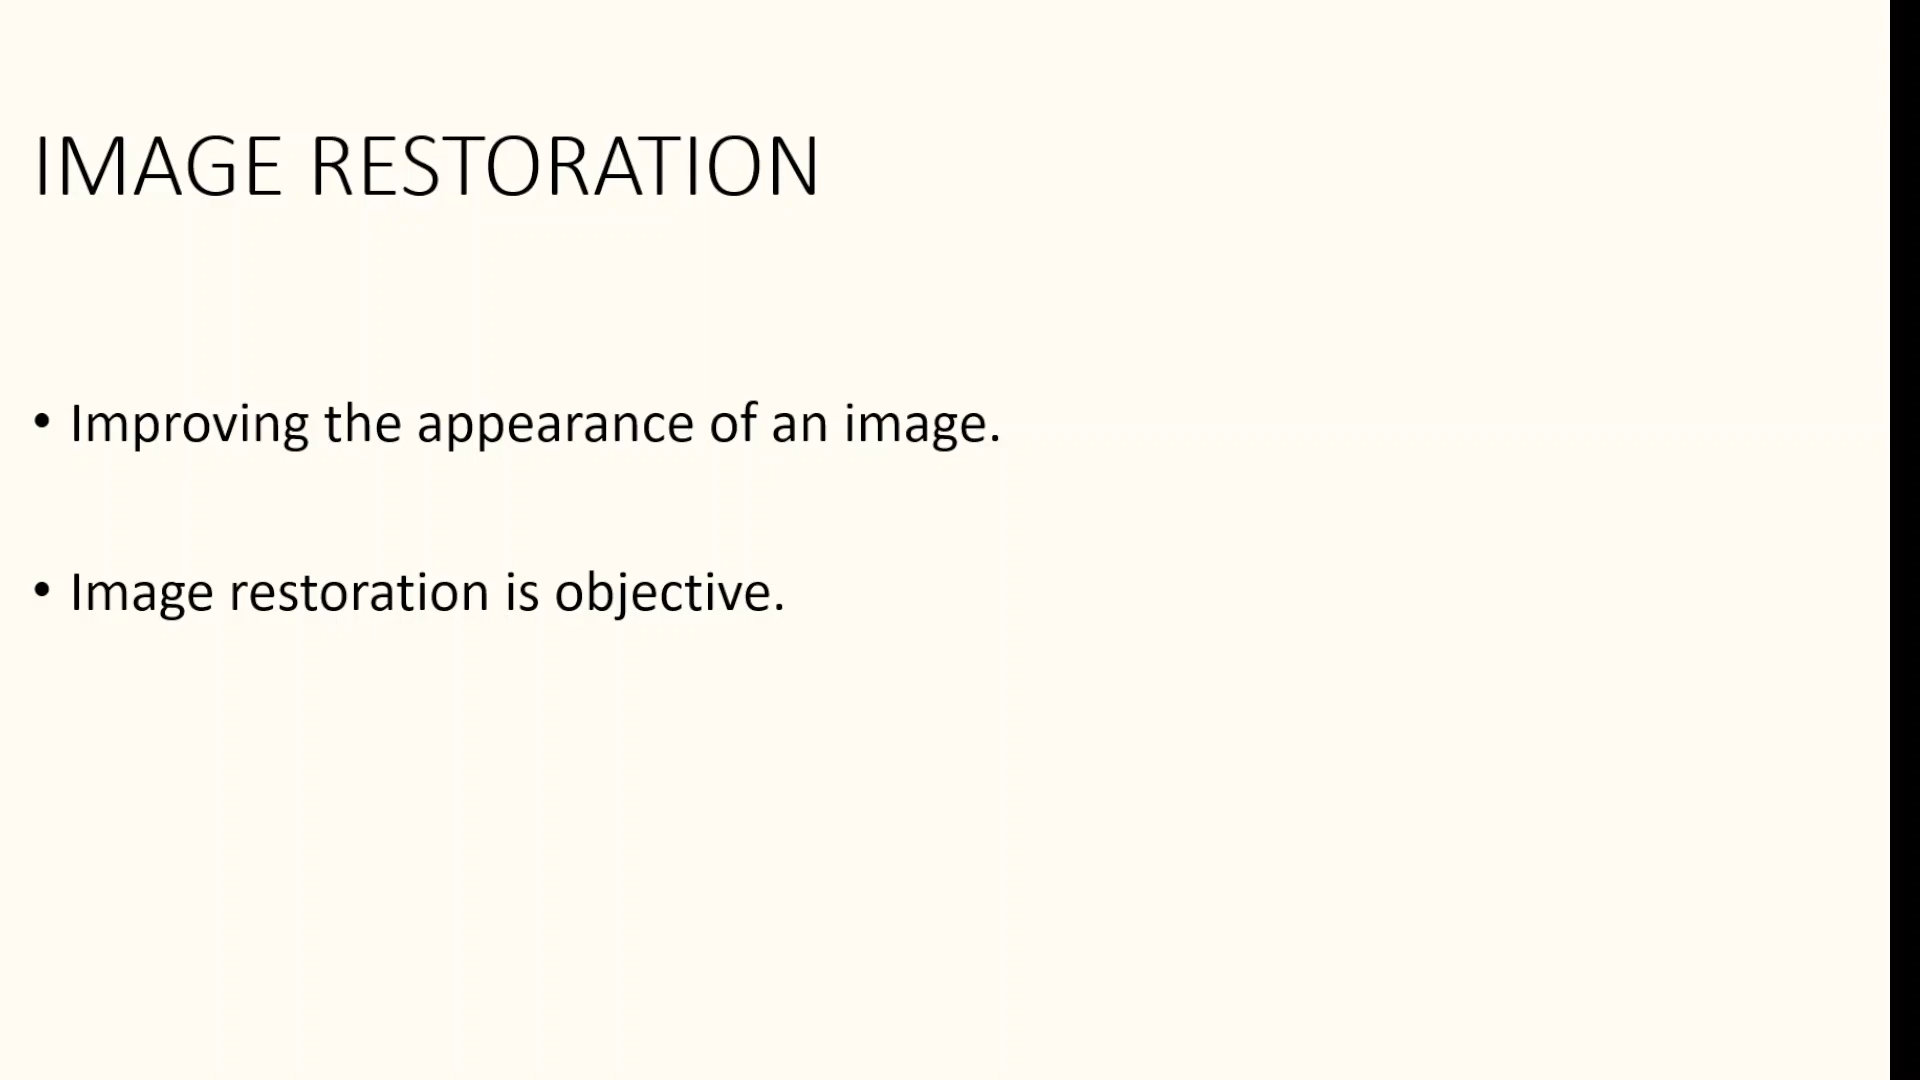 IMAGE RESTORATION
• Improving the appearance of an image.
• Image restoration is objective.